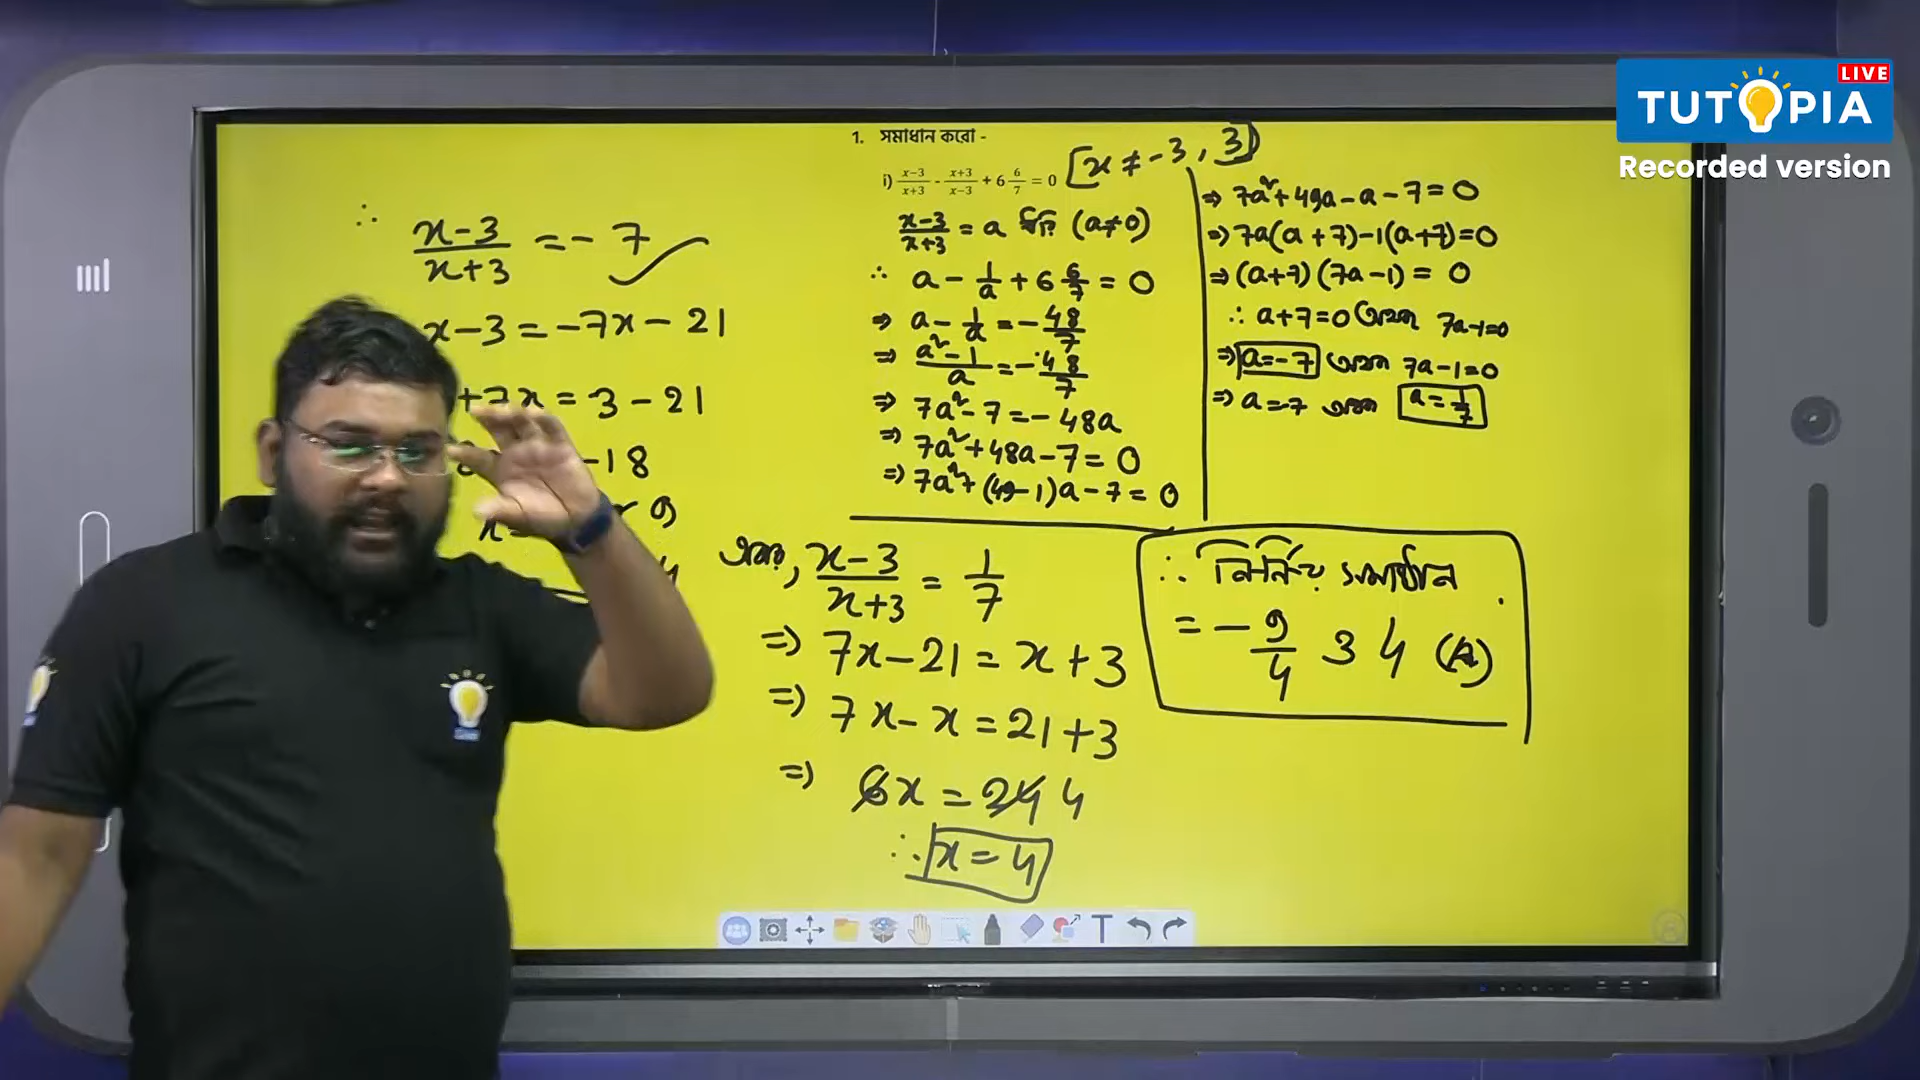 LIVE
TUTOPIA
Recorded version
1. সমাধান করো -
i) x-3/x+3 - x+3/x-3 + 6 6/7 = 0 [x ≠ -3, 3]
x-3/x+3 = a ধরি (a≠0)
∴ a - 1/a + 6 6/7 = 0
⇒ a - 1/a = - 48/7
⇒ a²-1/a = - 48/7
⇒ 7a² - 7 = - 48a
⇒ 7a² + 48a - 7 = 0
⇒ 7a² + (49-1)a - 7 = 0
⇒ 7a² + 49a - a - 7 = 0
⇒ 7a(a+7) - 1(a+7) = 0
⇒ (a+7) (7a-1) = 0
∴ a+7=0 অথবা 7a-1=0
⇒ a=-7 অথবা 7a-1=0
⇒ a=-7 অথবা a=1/7
∴ x-3/x+3 = - 7
x-3 = -7x - 21
+7x = 3 - 21
-18
x=
9
4
x-3/x+3 = 1/7
⇒ 7x-21 = x+3
⇒ 7x-x = 21+3
⇒ 6x = 24 4
∴ x = 4
∴ নির্ণেয় সমাধান
= - 9/4 ও 4 (A)